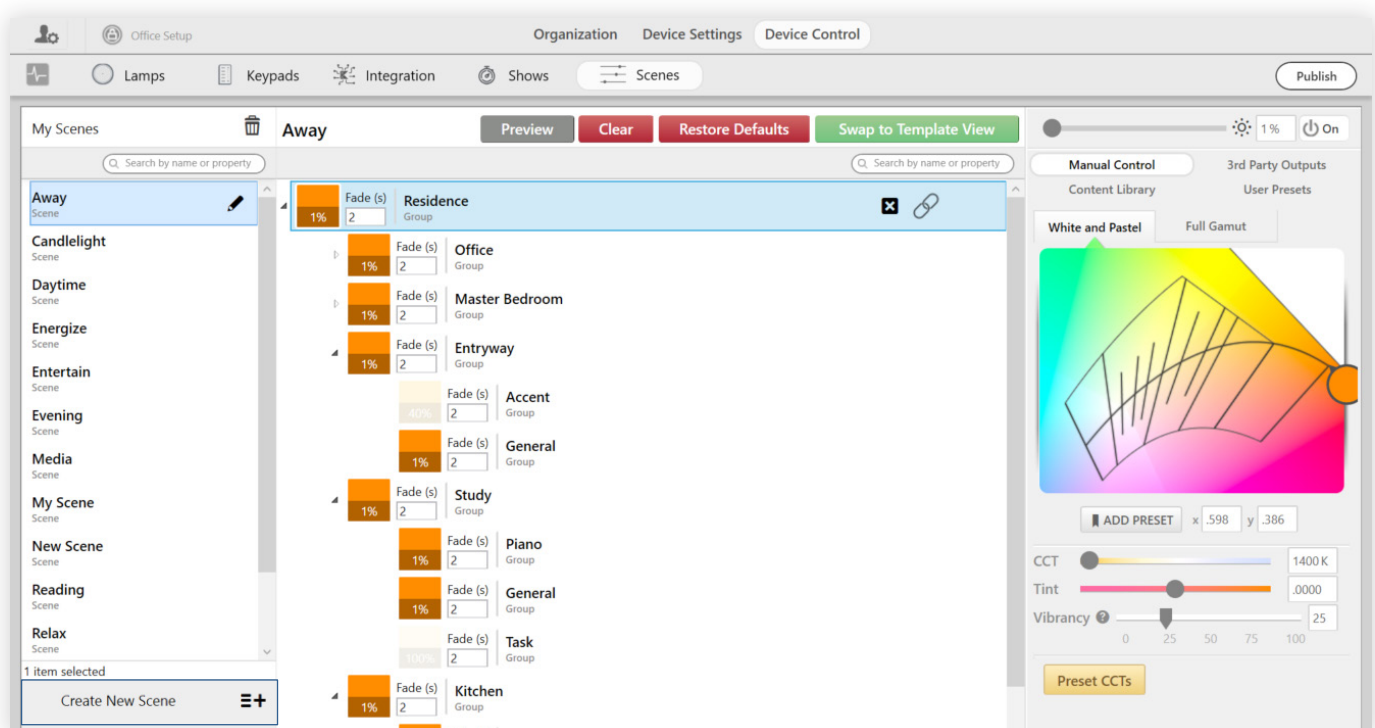 Office Setup
Organization Device Settings Device Control
Lamps Keypads Integration Shows Scenes Publish
My Scenes
Search by name or property
Away
Scene
Candlelight
Scene
Daytime
Scene
Energize
Scene
Entertain
Scene
Evening
Scene
Media
Scene
My Scene
Scene
New Scene
Scene
Reading
Scene
Relax
Scene
1 item selected
Create New Scene
Away Preview Clear Restore Defaults Swap to Template View
Search by name or property
1% Fade (s) 2 Residence
Group
1% Fade (s) 2 Office
Group
1% Fade (s) 2 Master Bedroom
Group
1% Fade (s) 2 Entryway
Group
40% Fade (s) 2 Accent
Group
1% Fade (s) 2 General
Group
1% Fade (s) 2 Study
Group
1% Fade (s) 2 Piano
Group
1% Fade (s) 2 General
Group
100% Fade (s) 2 Task
Group
1% Fade (s) 2 Kitchen
Group
1% On
Manual Control 3rd Party Outputs
Content Library User Presets
White and Pastel Full Gamut
ADD PRESET x .598 y .386
CCT 1400 K
Tint .0000
Vibrancy ? 25
0 25 50 75 100
Preset CCTs